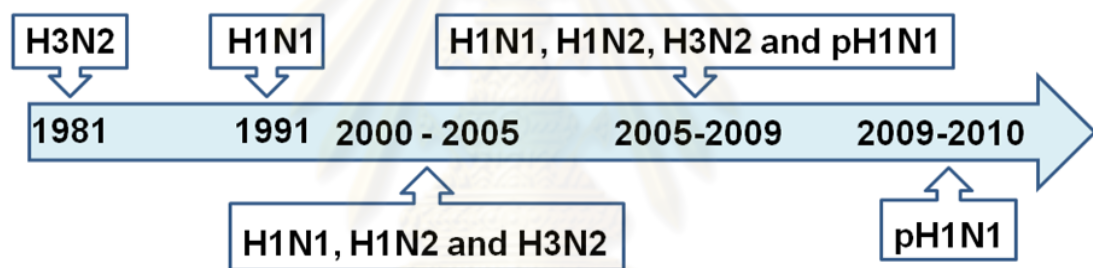 H3N2
H1N1
H1N1, H1N2, H3N2 and pH1N1
1981
1991
2000 - 2005
2005-2009
2009-2010
H1N1, H1N2 and H3N2
pH1N1